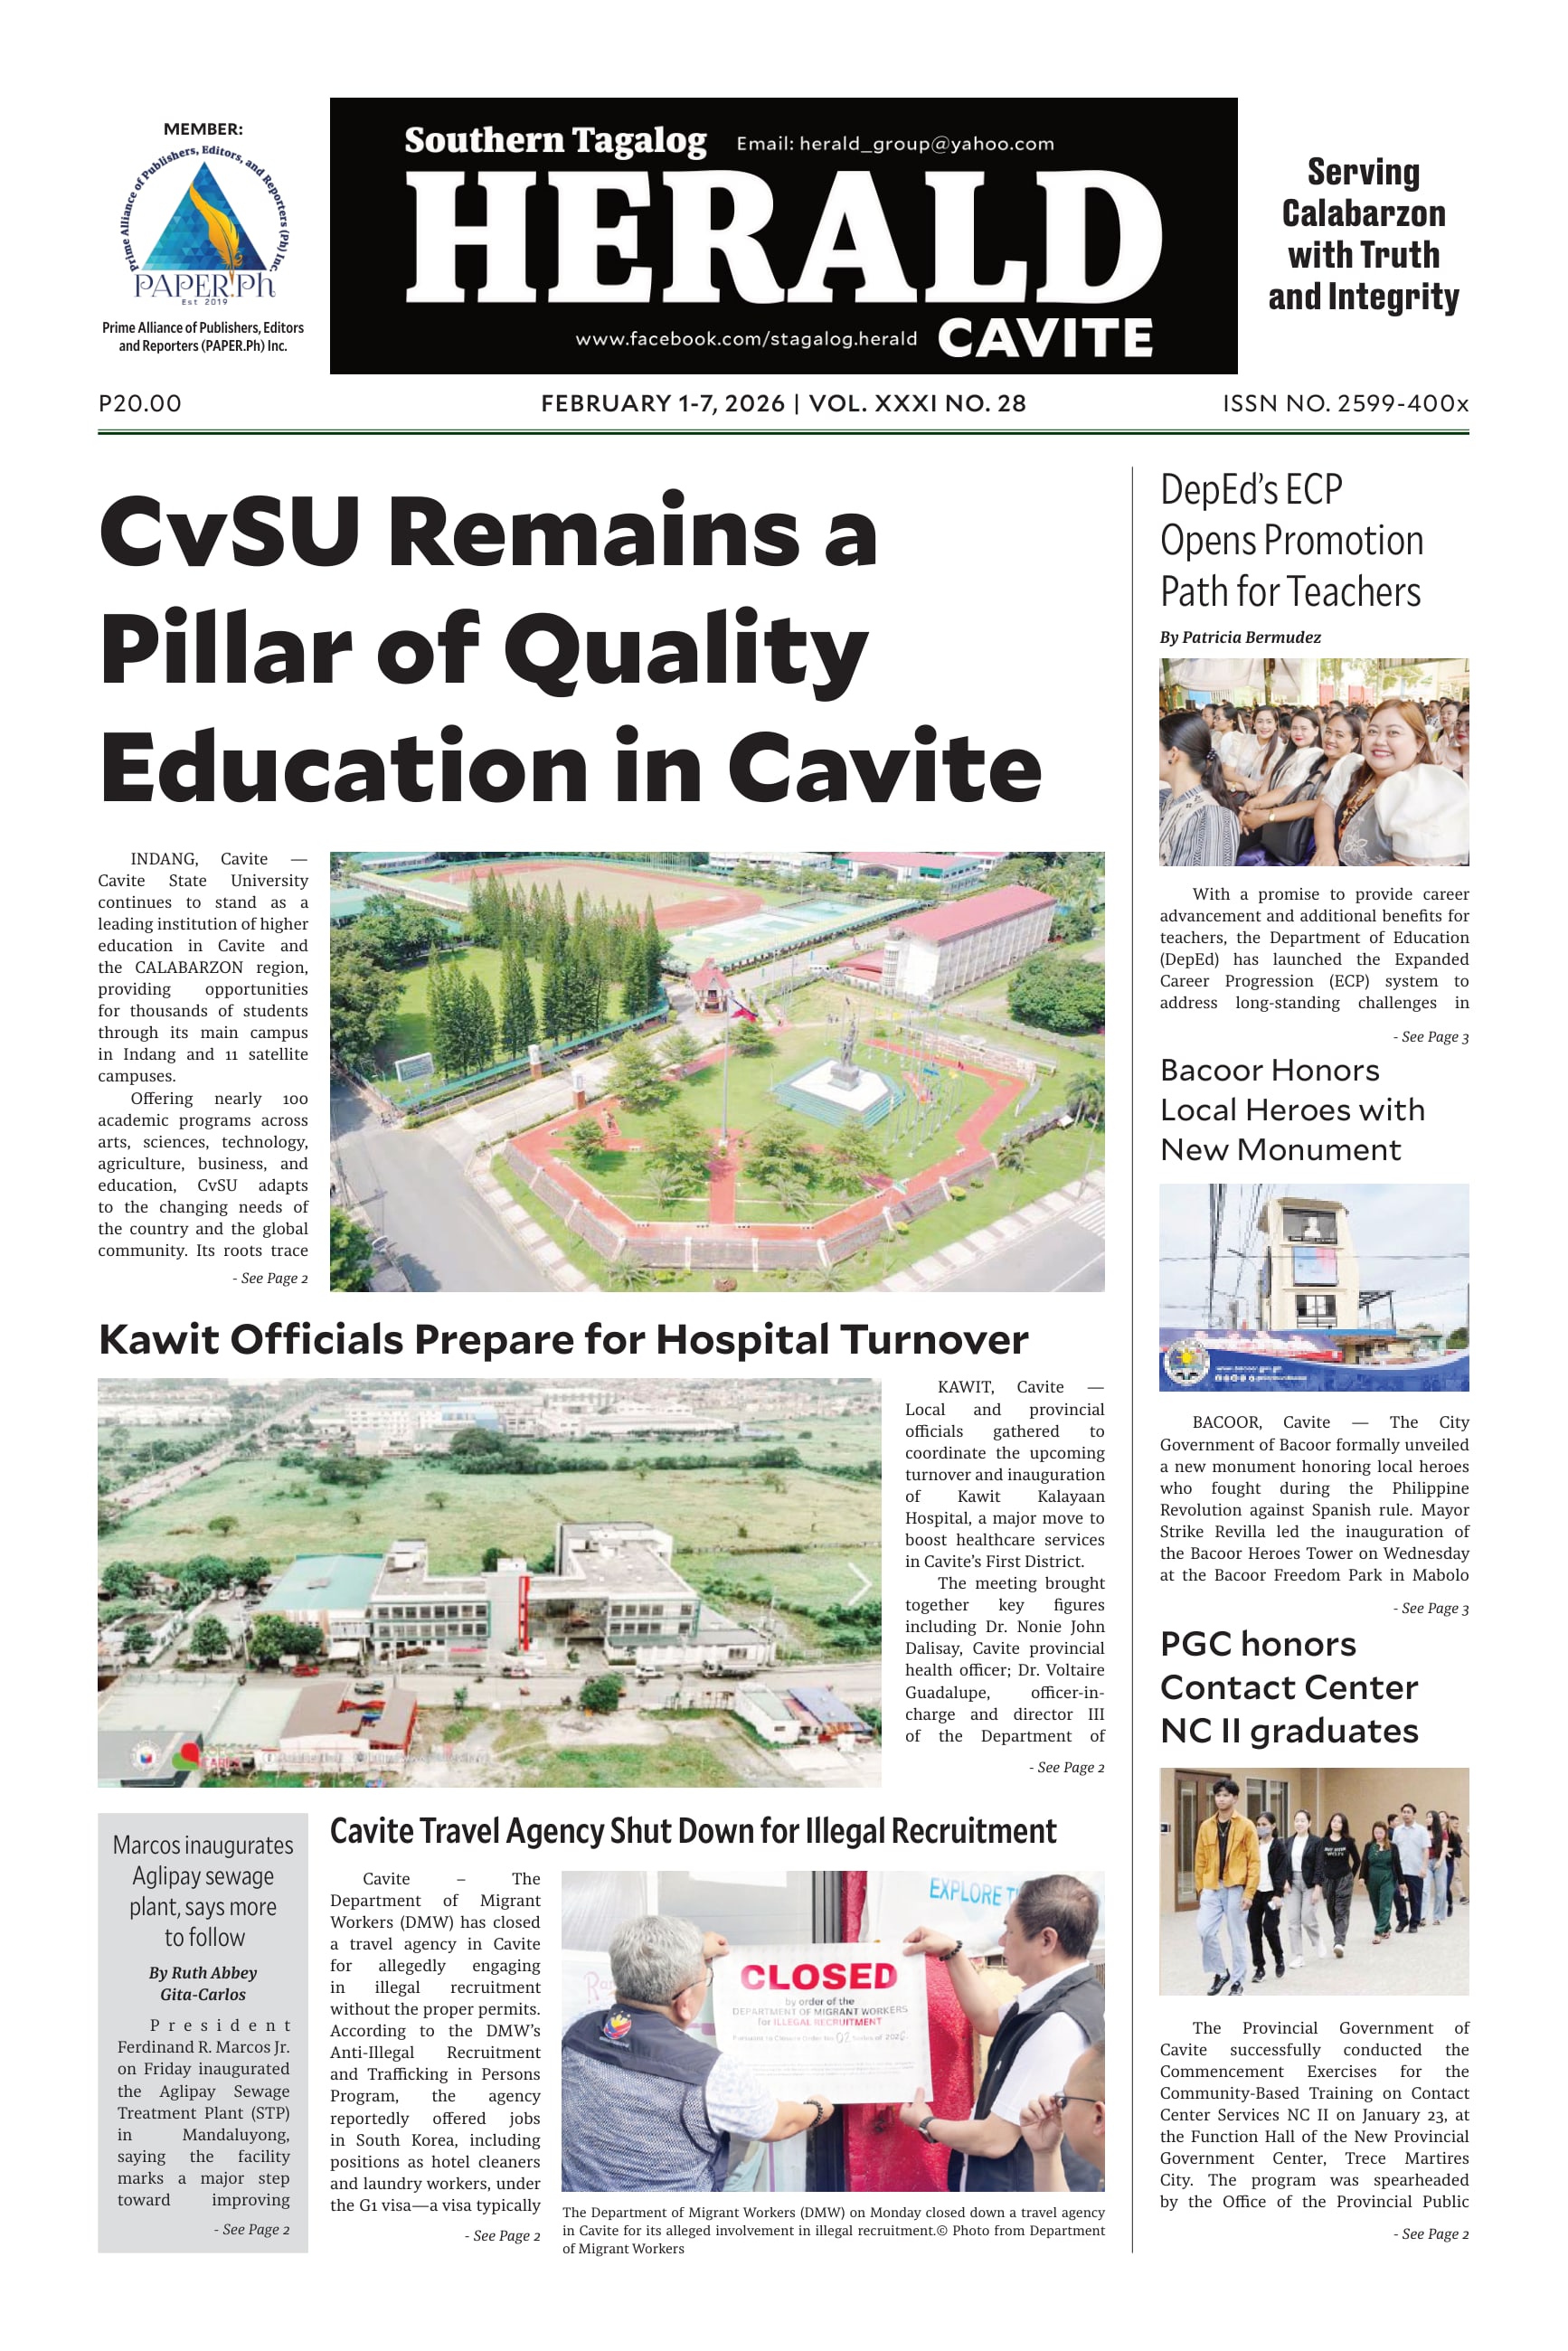 MEMBER:
Prime Alliance of Publishers, Editors, and Reporters (Ph) Inc.
PAPER.Ph
Est 2019
Prime Alliance of Publishers, Editors
and Reporters (PAPER.Ph) Inc.
Southern Tagalog
Email: herald_group@yahoo.com
HERALD
www.facebook.com/stagalog.herald
CAVITE
Serving
Calabarzon
with Truth
and Integrity
P20.00
FEBRUARY 1-7, 2026 | VOL. XXXI NO. 28
ISSN NO. 2599-400x
CvSU Remains a
Pillar of Quality
Education in Cavite
INDANG, Cavite —
Cavite State University
continues to stand as a
leading institution of higher
education in Cavite and
the CALABARZON region,
providing opportunities
for thousands of students
through its main campus
in Indang and 11 satellite
campuses.
Offering nearly 100
academic programs across
arts, sciences, technology,
agriculture, business, and
education, CvSU adapts
to the changing needs of
the country and the global
community. Its roots trace
- See Page 2
Kawit Officials Prepare for Hospital Turnover
KAWIT, Cavite —
Local and provincial
officials gathered to
coordinate the upcoming
turnover and inauguration
of Kawit Kalayaan
Hospital, a major move to
boost healthcare services
in Cavite's First District.
The meeting brought
together key figures
including Dr. Nonie John
Dalisay, Cavite provincial
health officer; Dr. Voltaire
Guadalupe, officer-in-
charge and director III
of the Department of
- See Page 2
Marcos inaugurates
Aglipay sewage
plant, says more
to follow
By Ruth Abbey
Gita-Carlos
President
Ferdinand R. Marcos Jr.
on Friday inaugurated
the Aglipay Sewage
Treatment Plant (STP)
in Mandaluyong,
saying the facility
marks a major step
toward improving
- See Page 2
Cavite Travel Agency Shut Down for Illegal Recruitment
Cavite – The
Department of Migrant
Workers (DMW) has closed
a travel agency in Cavite
for allegedly engaging
in illegal recruitment
without the proper permits.
According to the DMW's
Anti-Illegal Recruitment
and Trafficking in Persons
Program, the agency
reportedly offered jobs
in South Korea, including
positions as hotel cleaners
and laundry workers, under
the G1 visa—a visa typically
- See Page 2
EXPLORE
CLOSED
by order of the
DEPARTMENT OF MIGRANT WORKERS
for ILLEGAL RECRUITMENT
Pursuant to Closure Order No 02 Series of 2026
The Department of Migrant Workers (DMW) on Monday closed down a travel agency
in Cavite for its alleged involvement in illegal recruitment.© Photo from Department
of Migrant Workers
DepEd's ECP
Opens Promotion
Path for Teachers
By Patricia Bermudez
With a promise to provide career
advancement and additional benefits for
teachers, the Department of Education
(DepEd) has launched the Expanded
Career Progression (ECP) system to
address long-standing challenges in
- See Page 3
Bacoor Honors
Local Heroes with
New Monument
BACOOR, Cavite — The City
Government of Bacoor formally unveiled
a new monument honoring local heroes
who fought during the Philippine
Revolution against Spanish rule. Mayor
Strike Revilla led the inauguration of
the Bacoor Heroes Tower on Wednesday
at the Bacoor Freedom Park in Mabolo
- See Page 3
PGC honors
Contact Center
NC II graduates
The Provincial Government of
Cavite successfully conducted the
Commencement Exercises for the
Community-Based Training on Contact
Center Services NC II on January 23, at
the Function Hall of the New Provincial
Government Center, Trece Martires
City. The program was spearheaded
by the Office of the Provincial Public
- See Page 2